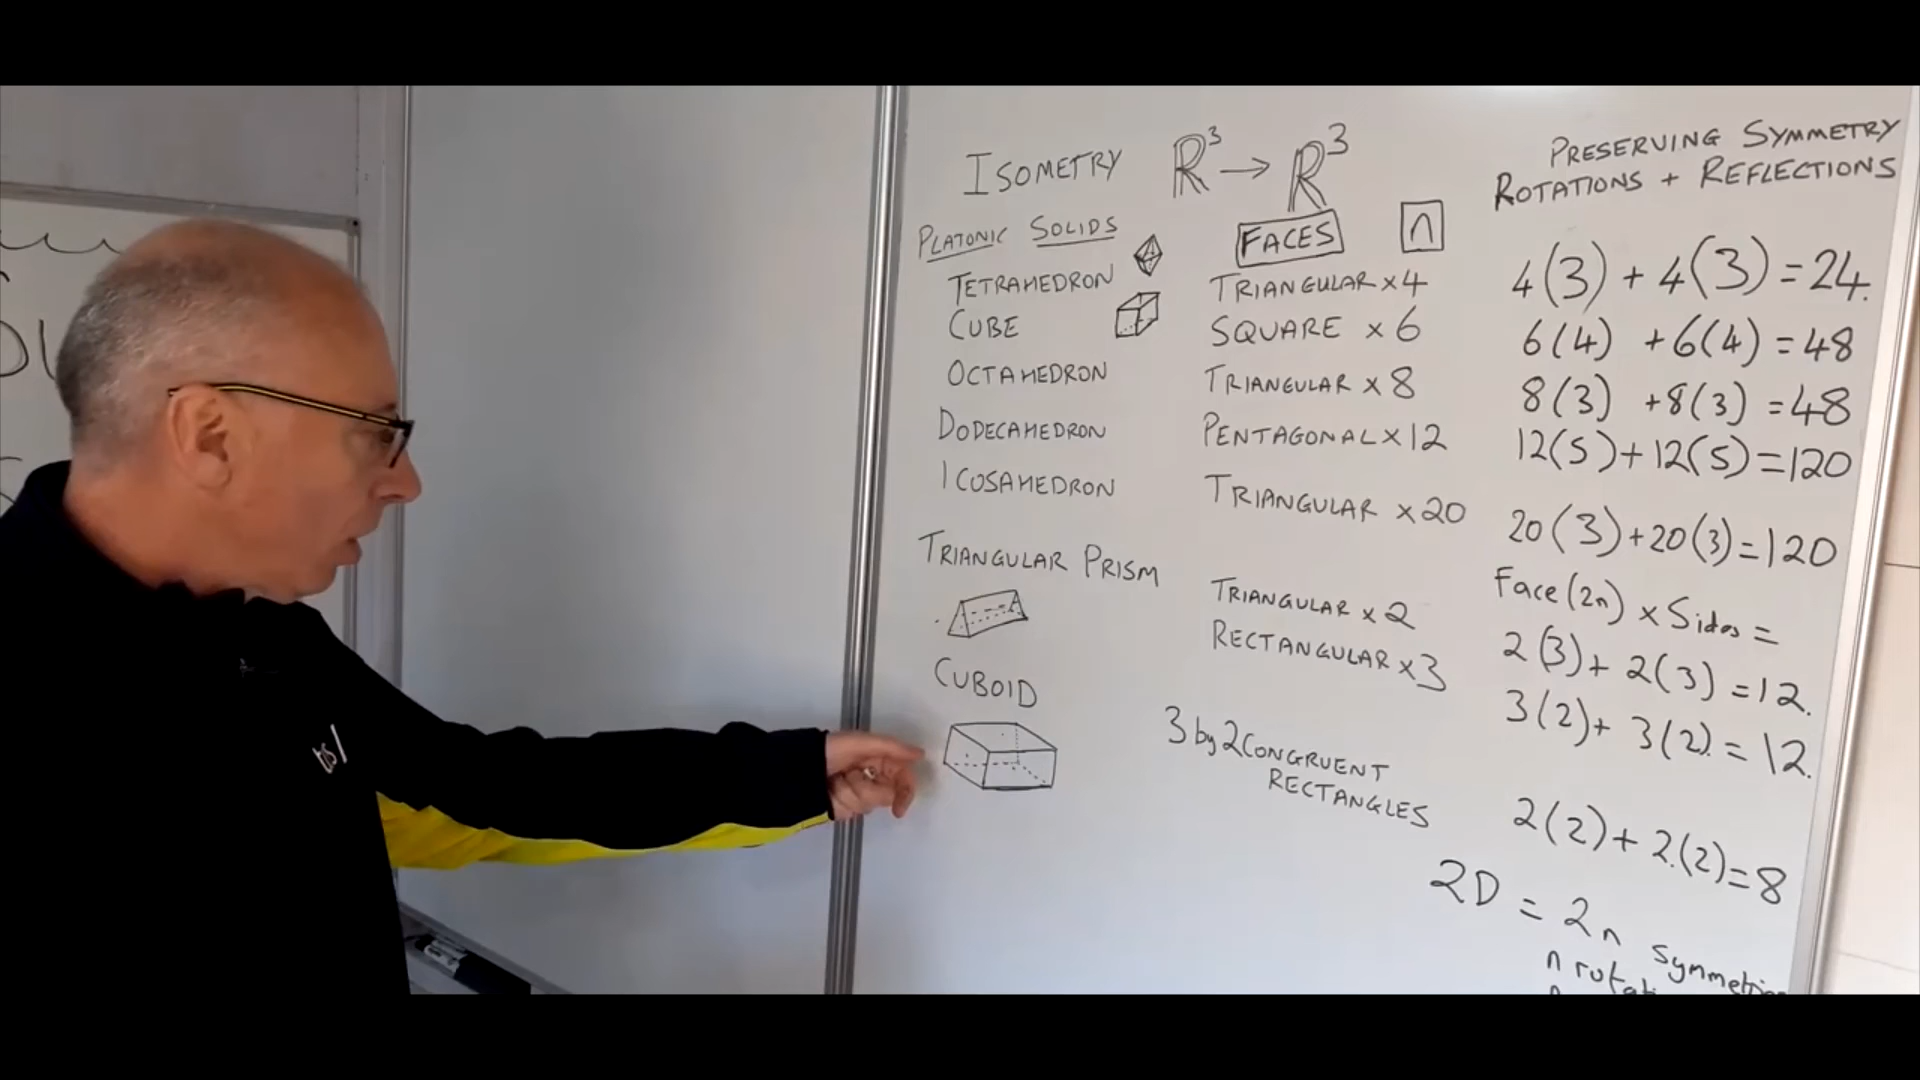 ISOMETRY ℝ³ → ℝ³
PRESERVING SYMMETRY
ROTATIONS + REFLECTIONS
PLATONIC SOLIDS
FACES
n
TETRAHEDRON TRIANGULAR × 4 4(3) + 4(3) = 24.
CUBE SQUARE × 6 6(4) + 6(4) = 48
OCTAHEDRON TRIANGULAR × 8 8(3) + 8(3) = 48
DODECAHEDRON PENTAGONAL × 12 12(5) + 12(5) = 120
ICOSAHEDRON TRIANGULAR × 20 20(3) + 20(3) = 120
Face(2n) × Sides =
TRIANGULAR PRISM TRIANGULAR × 2 2(3) + 2(3) = 12.
RECTANGULAR × 3 3(2) + 3(2) = 12.
CUBOID 3 by 2 CONGRUENT
RECTANGLES
2(2) + 2(2) = 8
2D = 2n
n